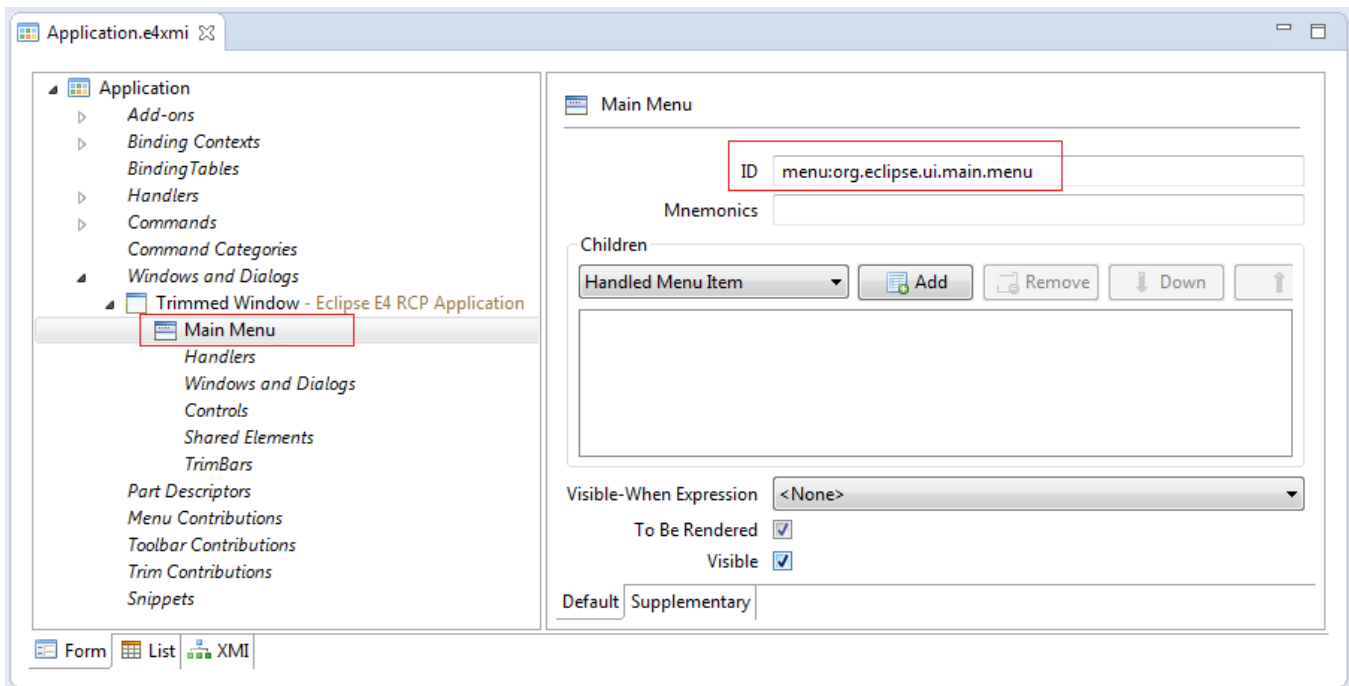 Application.e4xmi
Application
Add-ons
Binding Contexts
BindingTables
Handlers
Commands
Command Categories
Windows and Dialogs
Trimmed Window - Eclipse E4 RCP Application
Main Menu
Handlers
Windows and Dialogs
Controls
Shared Elements
TrimBars
Part Descriptors
Menu Contributions
Toolbar Contributions
Trim Contributions
Snippets
Main Menu
ID menu:org.eclipse.ui.main.menu
Mnemonics
Children
Handled Menu Item Add Remove Down
Visible-When Expression <None>
To Be Rendered
Visible
Default Supplementary
Form List XMI